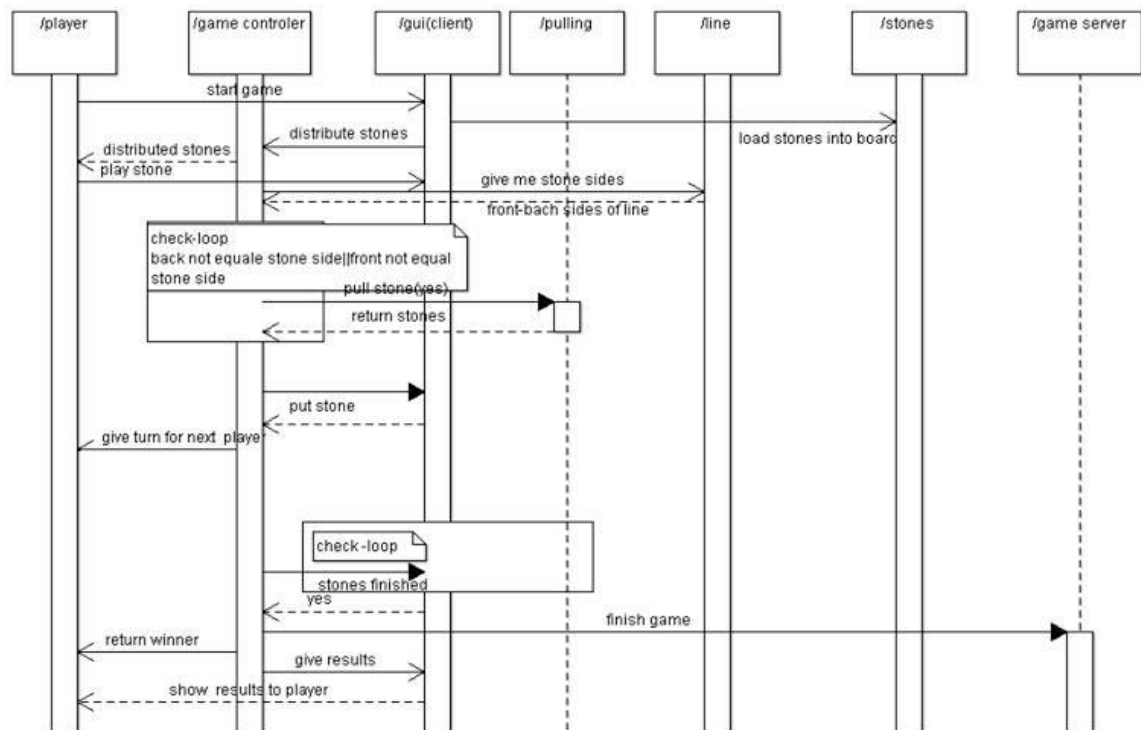 /player
/game controler
/gui(client)
/pulling
/line
/stones
/game server
start game
load stones into board
distribute stones
distributed stones
play stone
give me stone sides
front-bach sides of line
check-loop
back not equale stone side||front not equal
stone side
pull stone(yes)
return stones
put stone
give turn for next player
check-loop
stones finished
yes
finish game
return winner
give results
show results to player